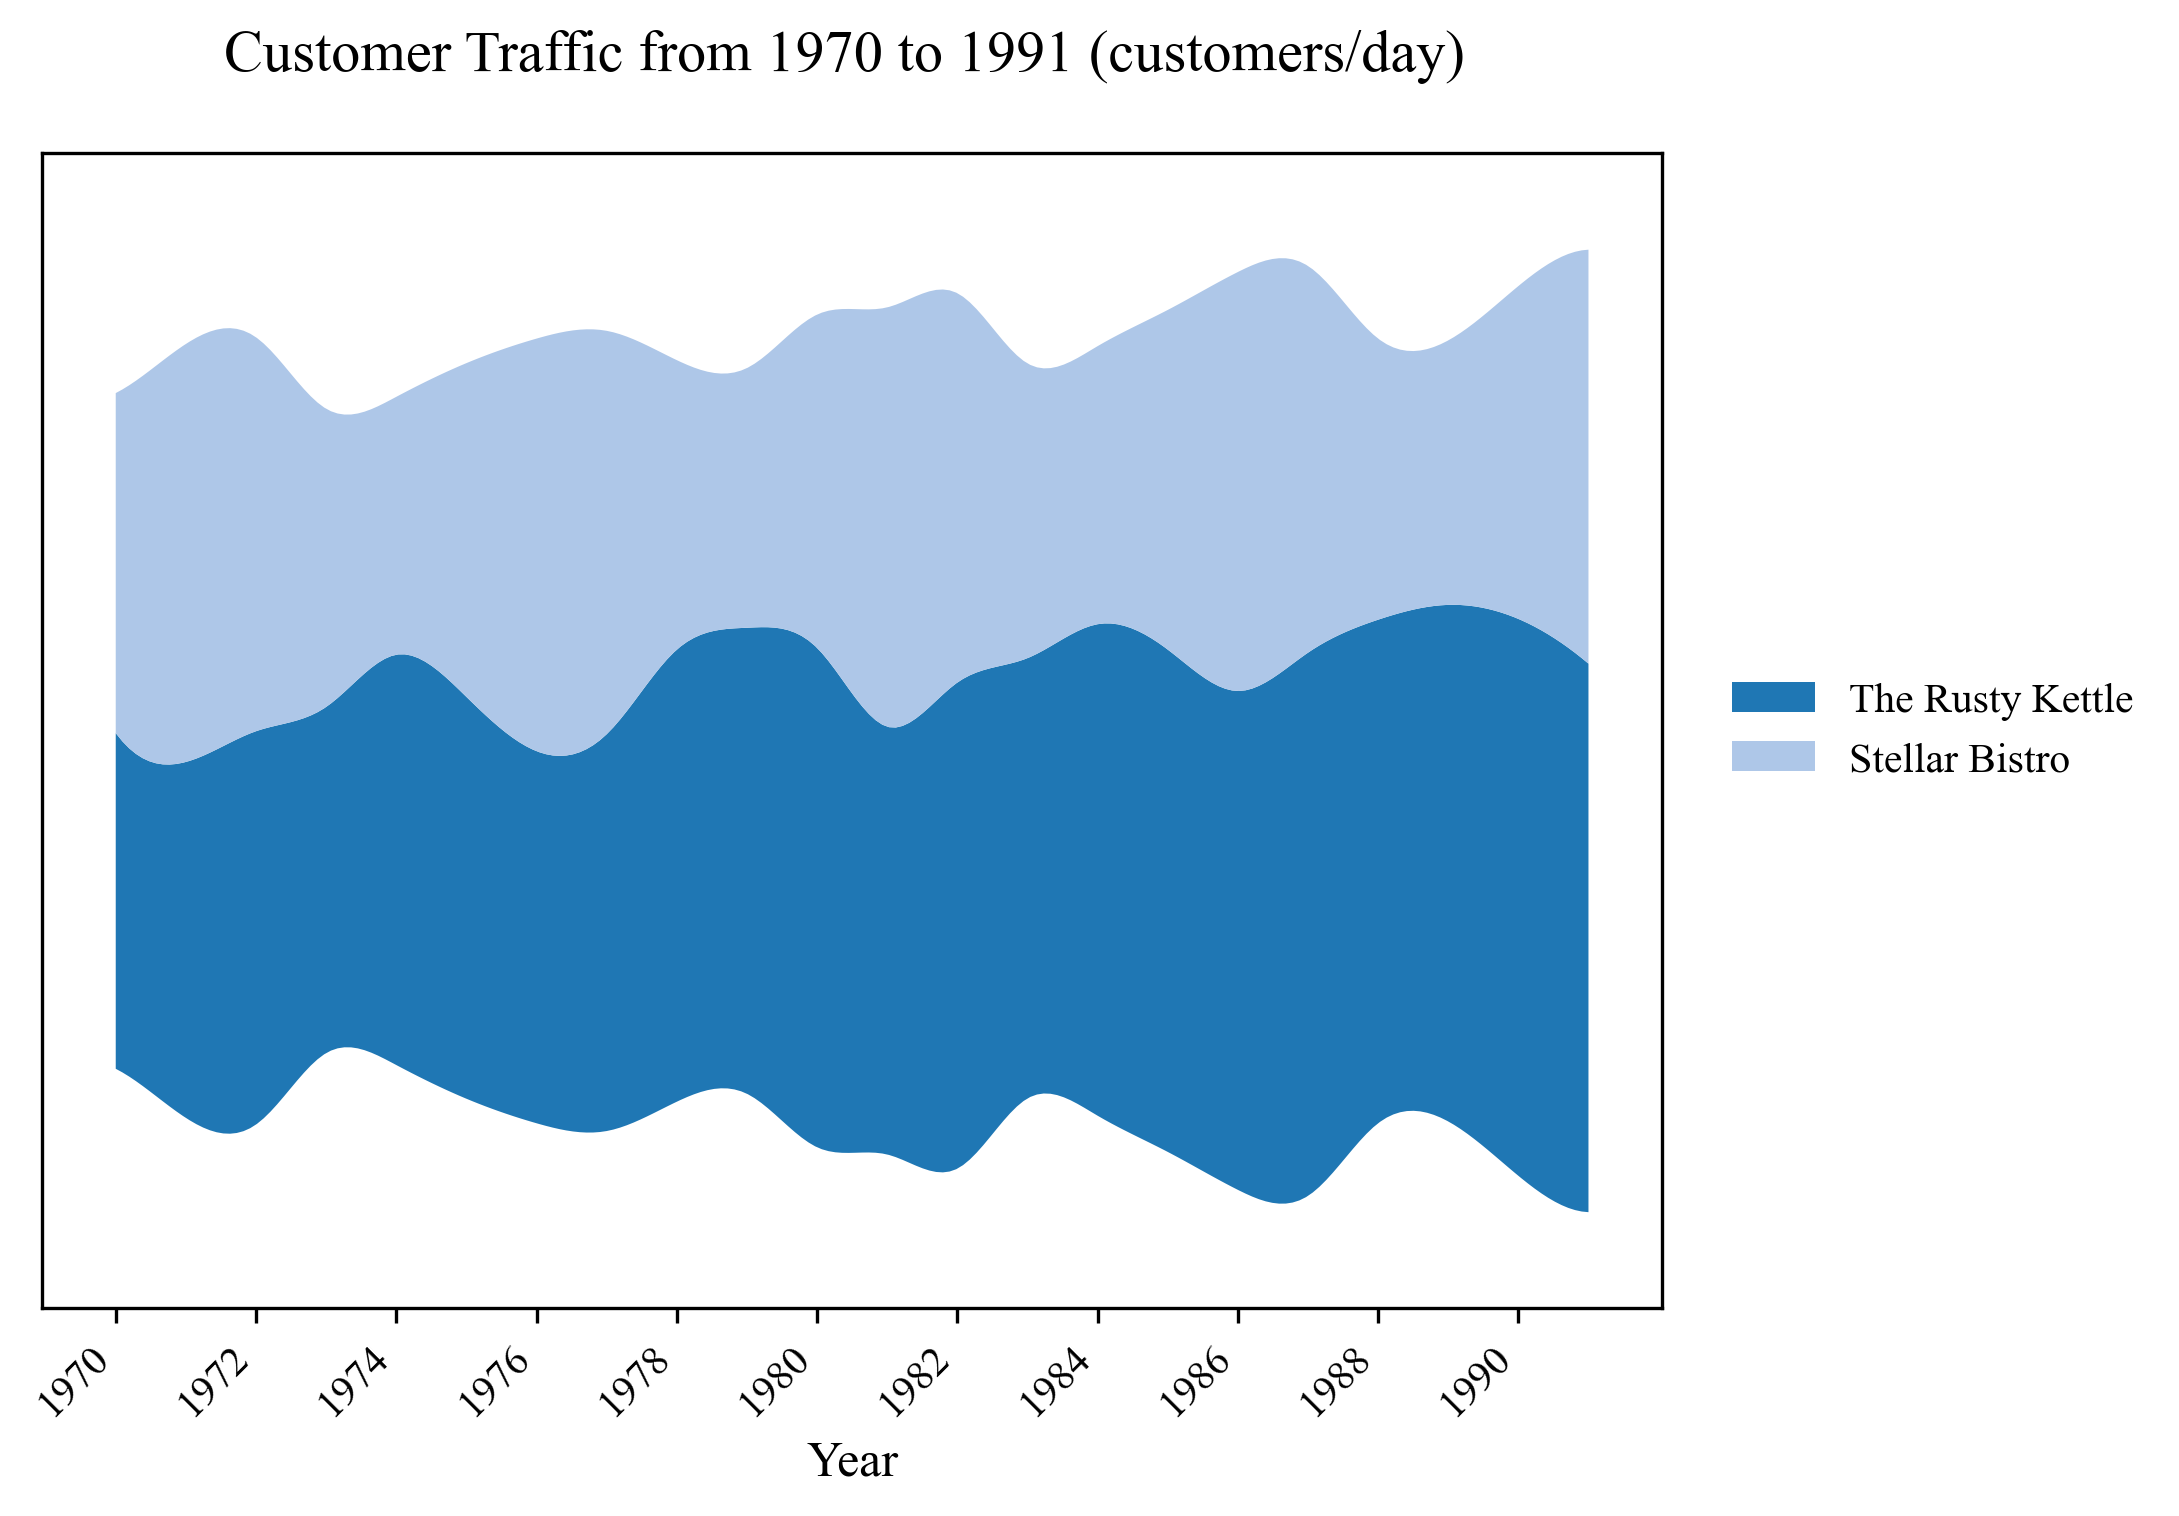 Customer Traffic from 1970 to 1991 (customers/day)
The Rusty Kettle
Stellar Bistro
1970
1972
1974
1976
1978
1980
1982
1984
1986
1988
1990
Year